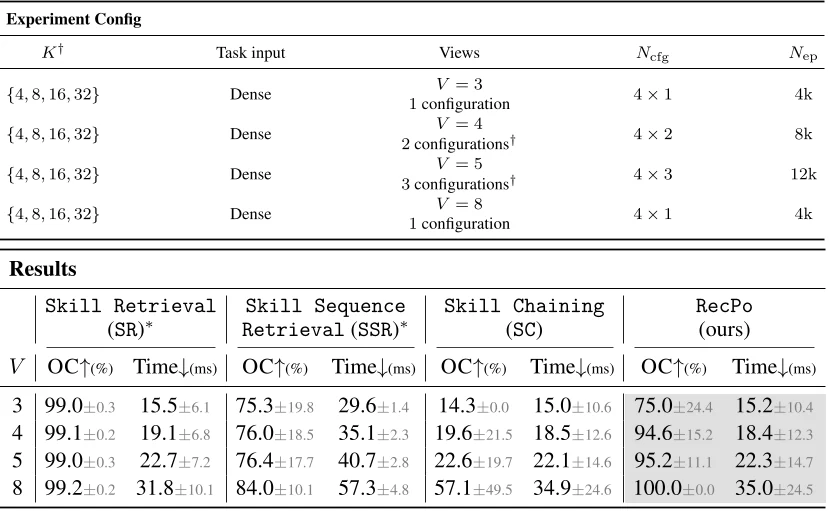 Experiment Config
K† Task input Views N_cfg N_ep
{4, 8, 16, 32} Dense V = 3 1 configuration 4 × 1 4k
{4, 8, 16, 32} Dense V = 4 2 configurations† 4 × 2 8k
{4, 8, 16, 32} Dense V = 5 3 configurations† 4 × 3 12k
{4, 8, 16, 32} Dense V = 8 1 configuration 4 × 1 4k
Results
Skill Retrieval (SR)* Skill Sequence Retrieval (SSR)* Skill Chaining (SC) RecPo (ours)
V OC↑(%) Time↓(ms) OC↑(%) Time↓(ms) OC↑(%) Time↓(ms) OC↑(%) Time↓(ms)
3 99.0±0.3 15.5±6.1 75.3±19.8 29.6±1.4 14.3±0.0 15.0±10.6 75.0±24.4 15.2±10.4
4 99.1±0.2 19.1±6.8 76.0±18.5 35.1±2.3 19.6±21.5 18.5±12.6 94.6±15.2 18.4±12.3
5 99.0±0.3 22.7±7.2 76.4±17.7 40.7±2.8 22.6±19.7 22.1±14.6 95.2±11.1 22.3±14.7
8 99.2±0.2 31.8±10.1 84.0±10.1 57.3±4.8 57.1±49.5 34.9±24.6 100.0±0.0 35.0±24.5